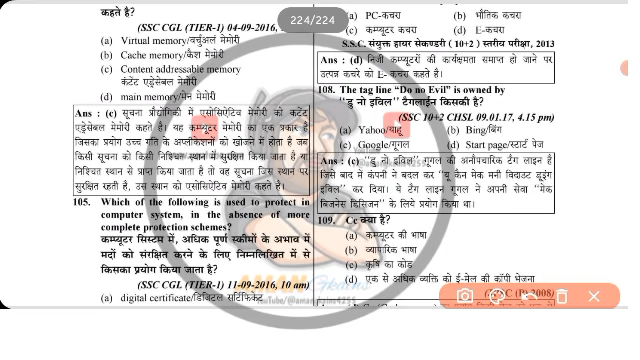 कहते है?
(SSC CGL (TIER-1) 04-09-2016,
(a) Virtual memory/वर्चुअल मेमोरी
(b) Cache memory/कैश मेमोरी
(c) Content addressable memory
कंटेंट एड्रेसेबल मेमोरी
(d) main memory/मेन मेमोरी
Ans : (c) सूचना प्रौद्योगिकी में एसोसिऐटिव मेमोरी को कटेंट
एड्रेसेबल मेमोरी कहते है। यह कम्प्यूटर मेमोरी का एक प्रकार है
जिसका प्रयोग उच्च गति के अप्लीकेशनों को खोजने में होता है जब
किसी सूचना को किसी निश्चित स्थान में सुरक्षित किया जाता है या
निश्चित स्थान से प्राप्त किया जाता है तो वह सूचना जिस स्थान पर
सुरक्षित रहती है, उस स्थान को एसोसिऐटिव मेमोरी कहते है।
105. Which of the following is used to protect in
computer system, in the absence of more
complete protection schemes?
कम्प्यूटर सिस्टम में, अधिक पूर्ण स्कीमों के अभाव में
मदों को संरक्षित करने के लिए निम्नलिखित में से
किसका प्रयोग किया जाता है?
(SSC CGL (TIER-1) 11-09-2016, 10 am)
(a) digital certificate/डिजिटल सर्टिफिकेट
224/224
(a) PC-कचरा (b) भौतिक कचरा
(c) कम्प्यूटर कचरा (d) E-कचरा
S.S.C. संयुक्त हायर सेकण्डरी (10+2) स्तरीय परीक्षा, 2013
Ans : (d) निजी कम्प्यूटरों की कार्यक्षमता समाप्त हो जाने पर
उत्पन्न कचरे को E- कचरा कहते है।
108. The tag line “Do no Evil” is owned by
''डु नो इविल'' टैगलाईन किसकी है?
(SSC 10+2 CHSL 09.01.17, 4.15 pm)
(a) Yahoo/याहू (b) Bing/बिंग
(c) Google/गूगल (d) Start page/स्टार्ट पेज
Ans : (c) ''डु नो इविल'' गूगल की अनौपचारिक टैग लाइन है
जिसे बाद में कंपनी ने बदल कर ''यू कैन मेक मनी विदाउट डूइंग
इविल'' कर दिया। ये टैग लाइन गूगल ने अपनी सेवा ''मेक
बिजनेस डिसिजन'' के लिये प्रयोग किया था।
109. Cc क्या है?
(a) कम्प्यूटर की भाषा
(b) व्यापारिक भाषा
(c) कृषि का कोड
(d) एक से अधिक व्यक्ति को ई-मेल की कॉपी भेजना
2008)